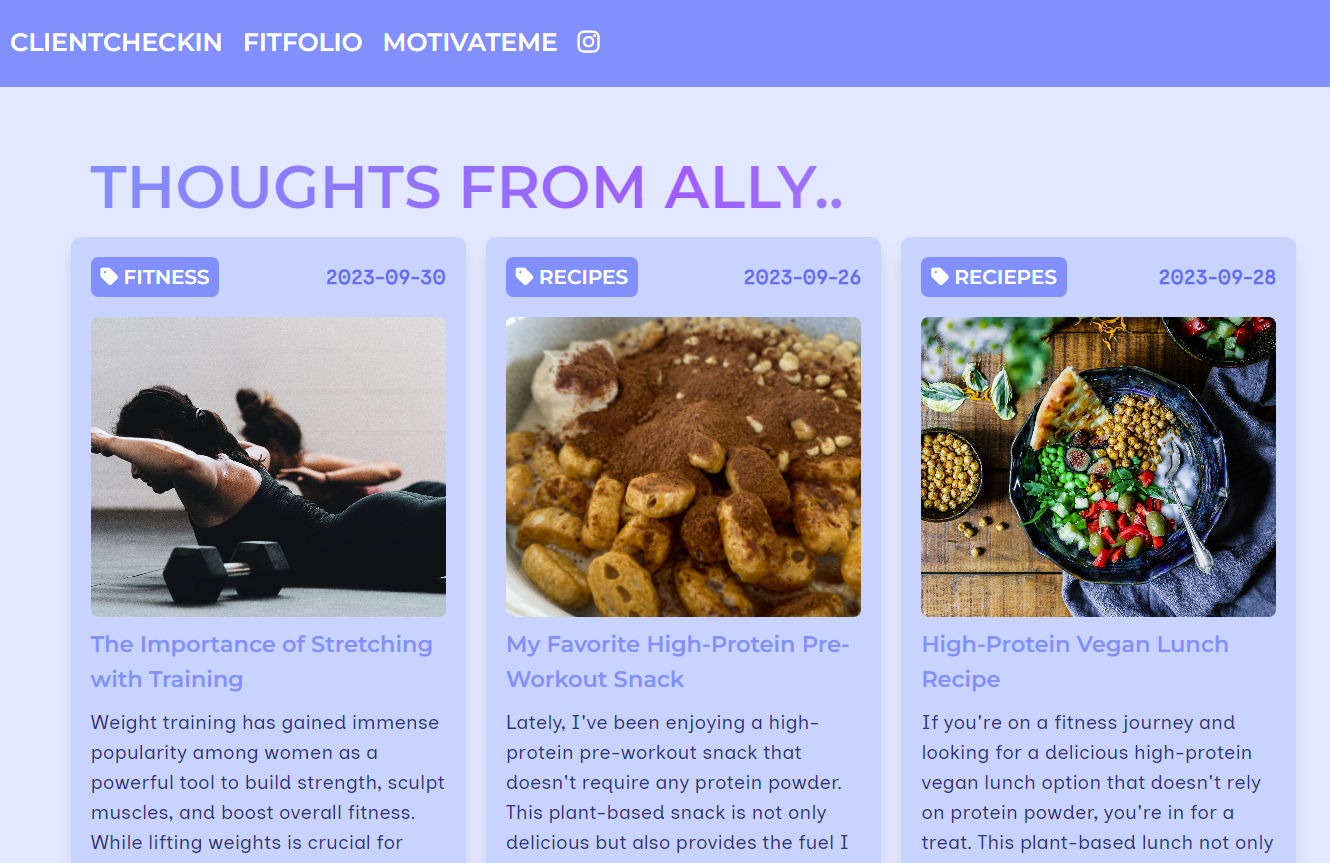 CLIENTCHECKIN FITFOLIO MOTIVATEME
THOUGHTS FROM ALLY..
FITNESS 2023-09-30
The Importance of Stretching
with Training
Weight training has gained immense
popularity among women as a
powerful tool to build strength, sculpt
muscles, and boost overall fitness.
While lifting weights is crucial for
RECIPES 2023-09-26
My Favorite High-Protein Pre-
Workout Snack
Lately, I've been enjoying a high-
protein pre-workout snack that
doesn't require any protein powder.
This plant-based snack is not only
delicious but also provides the fuel I
RECIEPES 2023-09-28
High-Protein Vegan Lunch
Recipe
If you're on a fitness journey and
looking for a delicious high-protein
vegan lunch option that doesn't rely
on protein powder, you're in for a
treat. This plant-based lunch not only